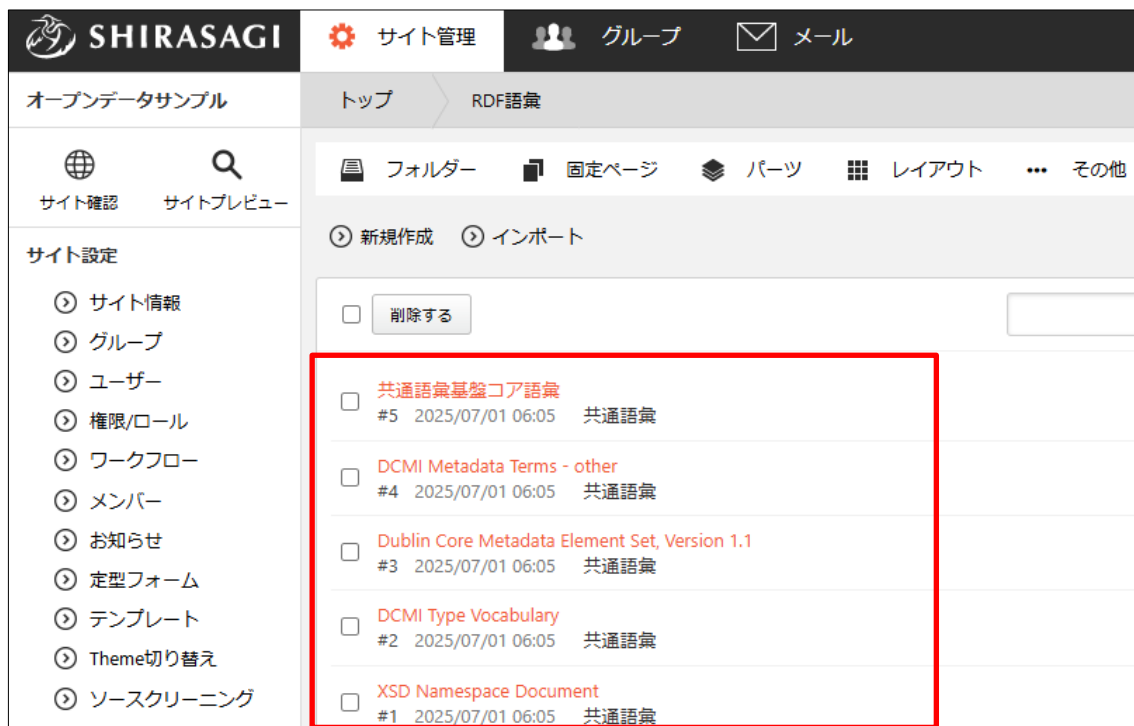 SHIRASAGI サイト管理 グループ メール
オープンデータサンプル
トップ RDF語彙
サイト確認 サイトプレビュー
フォルダー 固定ページ パーツ レイアウト ••• その他
新規作成 インポート
サイト設定
サイト情報
グループ
ユーザー
権限/ロール
ワークフロー
メンバー
お知らせ
定型フォーム
テンプレート
Theme切り替え
ソースクリーニング
削除する
共通語彙基盤コア語彙
#5 2025/07/01 06:05 共通語彙
DCMI Metadata Terms - other
#4 2025/07/01 06:05 共通語彙
Dublin Core Metadata Element Set, Version 1.1
#3 2025/07/01 06:05 共通語彙
DCMI Type Vocabulary
#2 2025/07/01 06:05 共通語彙
XSD Namespace Document
#1 2025/07/01 06:05 共通語彙